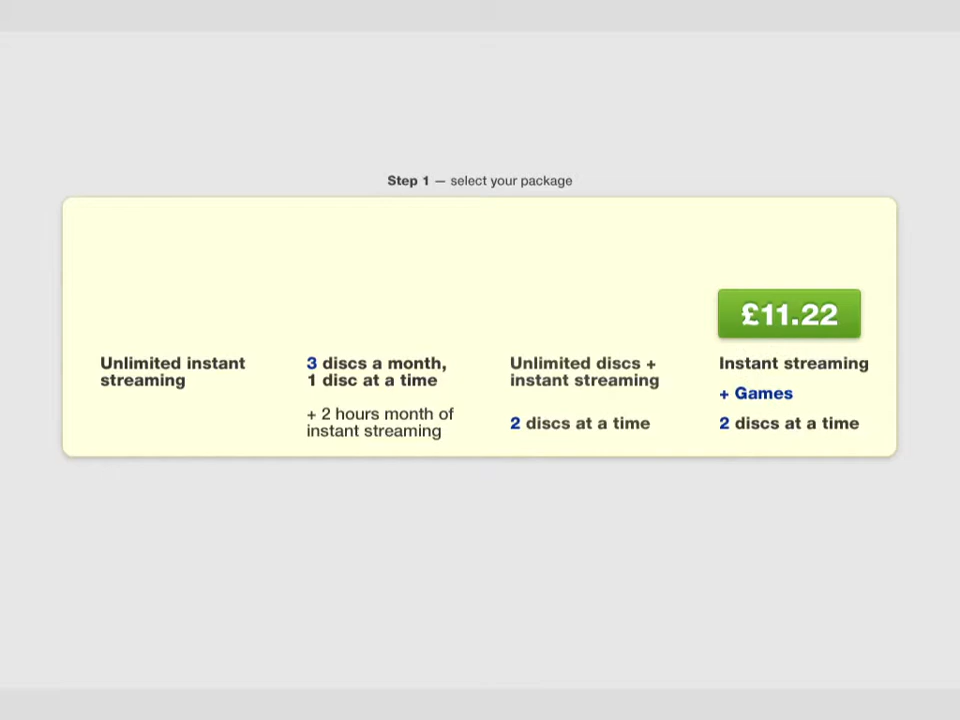 Step 1 — select your package
£11.22
Unlimited instant
streaming
3 discs a month,
1 disc at a time
+ 2 hours month of
instant streaming
Unlimited discs +
instant streaming
2 discs at a time
Instant streaming
+ Games
2 discs at a time